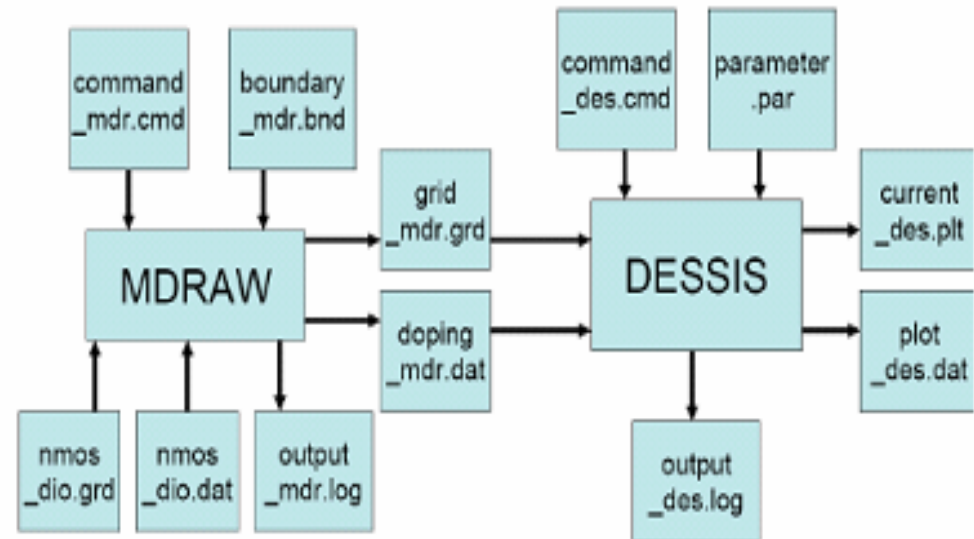 command
_mdr.cmd
boundary
_mdr.bnd
command
_des.cmd
parameter
.par
grid
_mdr.grd
current
_des.plt
MDRAW
DESSIS
doping
_mdr.dat
plot
_des.dat
nmos
_dio.grd
nmos
_dio.dat
output
_mdr.log
output
_des.log